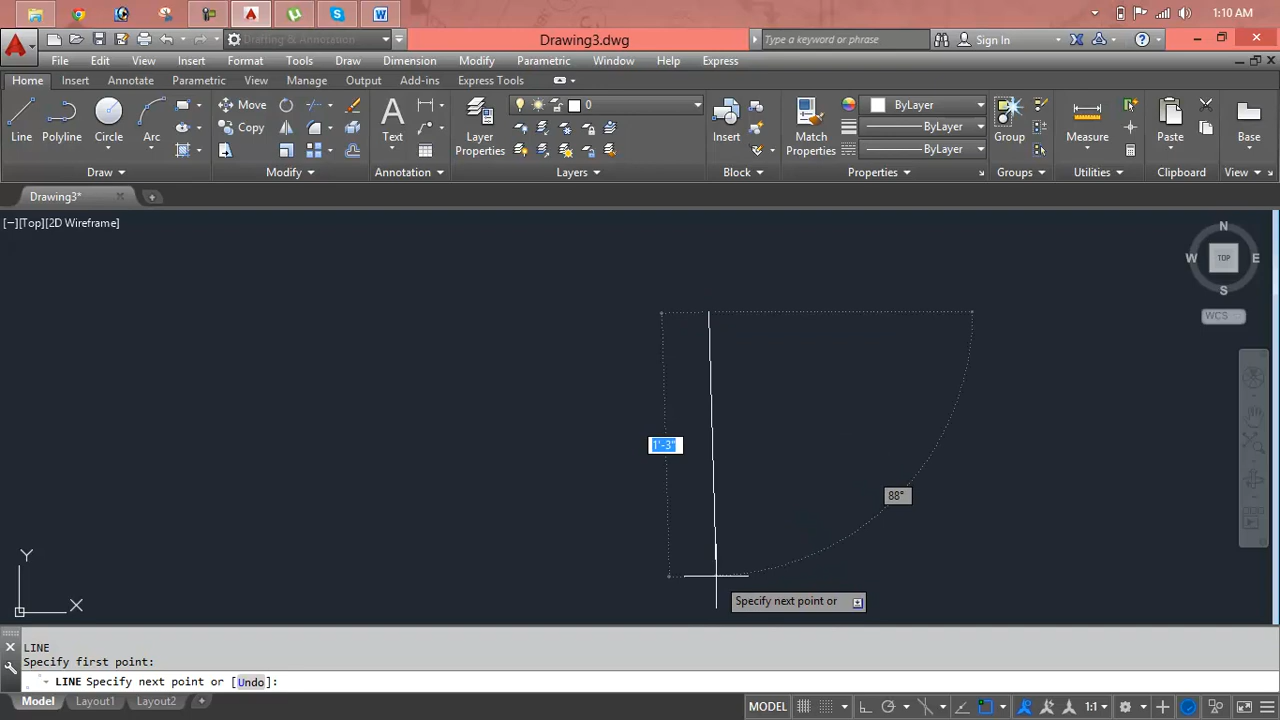 1:10 AM
Drafting & Annotation
Drawing3.dwg
Type a keyword or phrase
Sign In
File Edit View Insert Format Tools Draw Dimension Modify Parametric Window Help Express
Home Insert Annotate Parametric View Manage Output Add-ins Express Tools
Move
0
ByLayer
Copy
ByLayer
Line Polyline Circle Arc Text Layer Properties Insert Match Properties Group Measure Paste Base
ByLayer
Draw Modify Annotation Layers Block Properties Groups Utilities Clipboard View
Drawing3*
[−][Top][2D Wireframe]
N
W TOP E
S
WCS
1'-3"
88°
Y
X
Specify next point or
LINE
Specify first point:
LINE Specify next point or [Undo]:
Model Layout1 Layout2 + MODEL 1:1